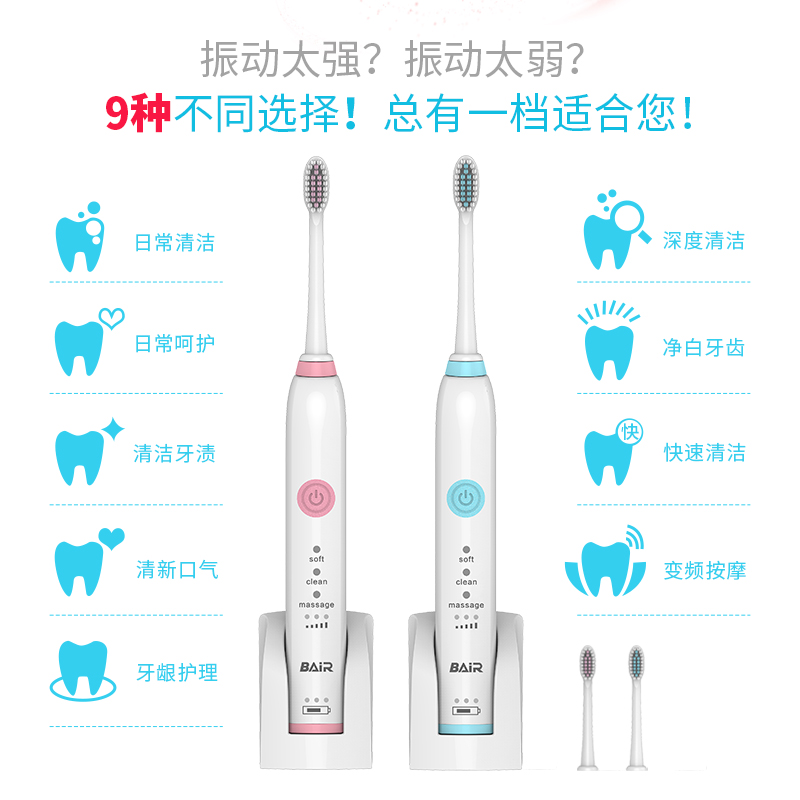 振动太强？振动太弱？
9种不同选择！总有一档适合您！
日常清洁
日常呵护
清洁牙渍
清新口气
牙龈护理
soft
clean
massage
BAiR
soft
clean
massage
BAiR
深度清洁
净白牙齿
快
快速清洁
变频按摩